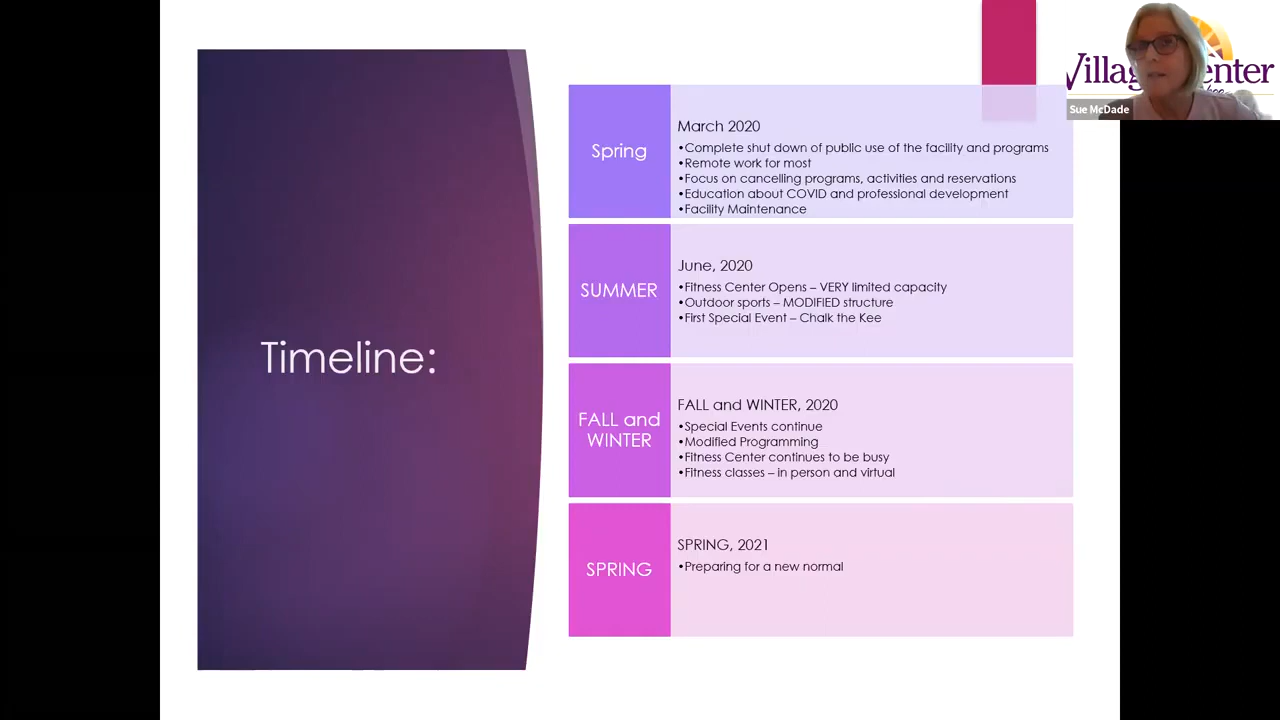 Timeline:
Spring
March 2020
•Complete shut down of public use of the facility and programs
•Remote work for most
•Focus on cancelling programs, activities and reservations
•Education about COVID and professional development
•Facility Maintenance
SUMMER
June, 2020
•Fitness Center Opens – VERY limited capacity
•Outdoor sports – MODIFIED structure
•First Special Event – Chalk the Kee
FALL and
WINTER
FALL and WINTER, 2020
•Special Events continue
•Modified Programming
•Fitness Center continues to be busy
•Fitness classes – in person and virtual
SPRING
SPRING, 2021
•Preparing for a new normal
Sue McDade